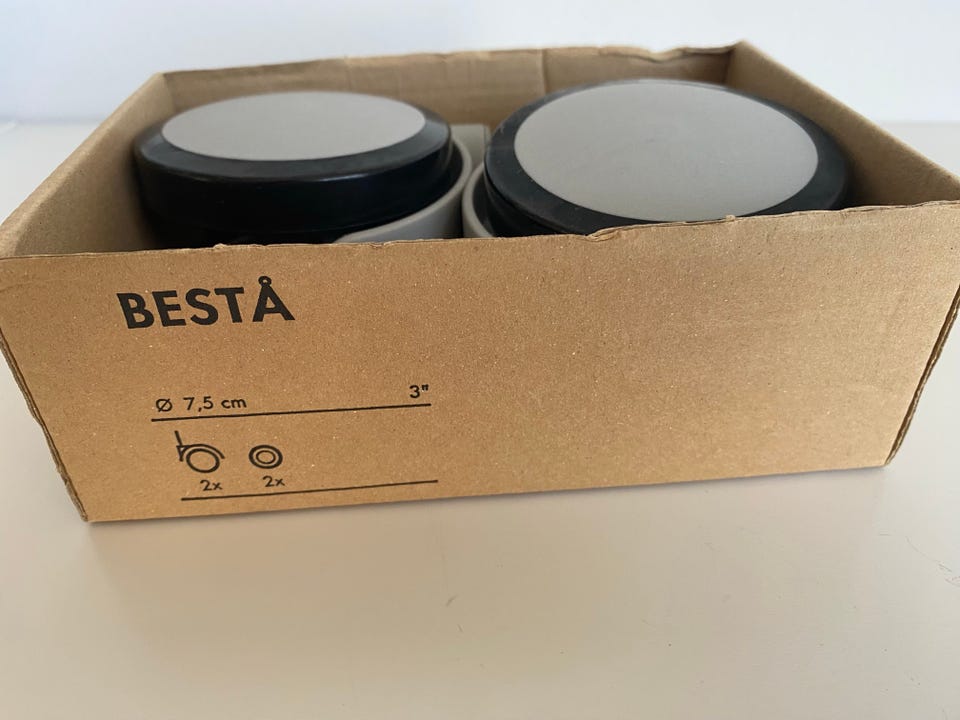 BESTÅ
Ø 7,5 cm 3"
2x 2x